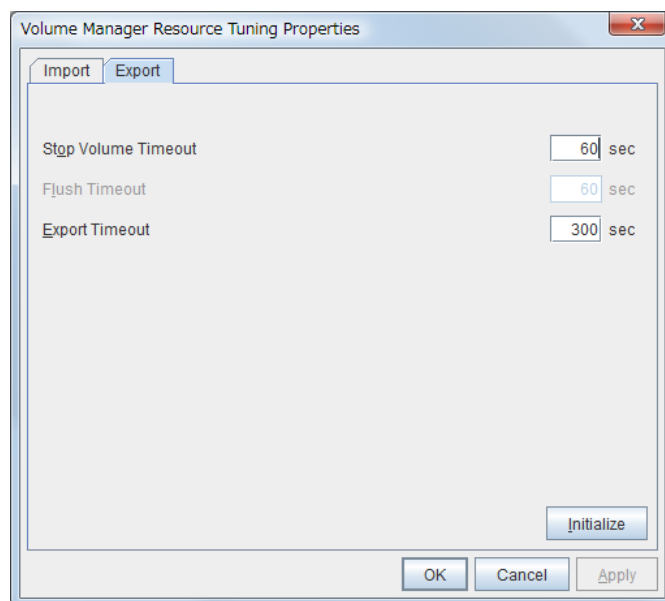 Volume Manager Resource Tuning Properties
Import Export
Stop Volume Timeout 60 sec
Flush Timeout 60 sec
Export Timeout 300 sec
Initialize
OK Cancel Apply